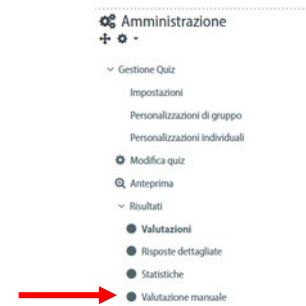 Amministrazione
Gestione Quiz
Impostazioni
Personalizzazioni di gruppo
Personalizzazioni individuali
Modifica quiz
Anteprima
Risultati
Valutazioni
Risposte dettagliate
Statistiche
Valutazione manuale